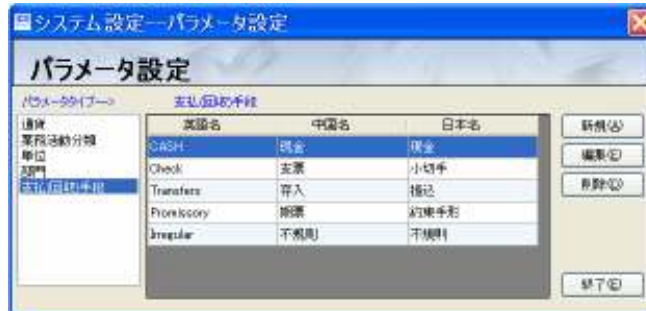 システム設定--パラメータ設定
パラメータ設定
パラメータタイプ--> 支払/回収手段
通貨
業務活動分類
単位
部門
支払/回収手段
英語名 中国名 日本名
CASH 現金 現金
Check 支票 小切手
Transfers 存入 振込
Promissory 期票 約束手形
Irregular 不規則 不規則
新規(A)
編集(E)
削除(D)
終了(E)